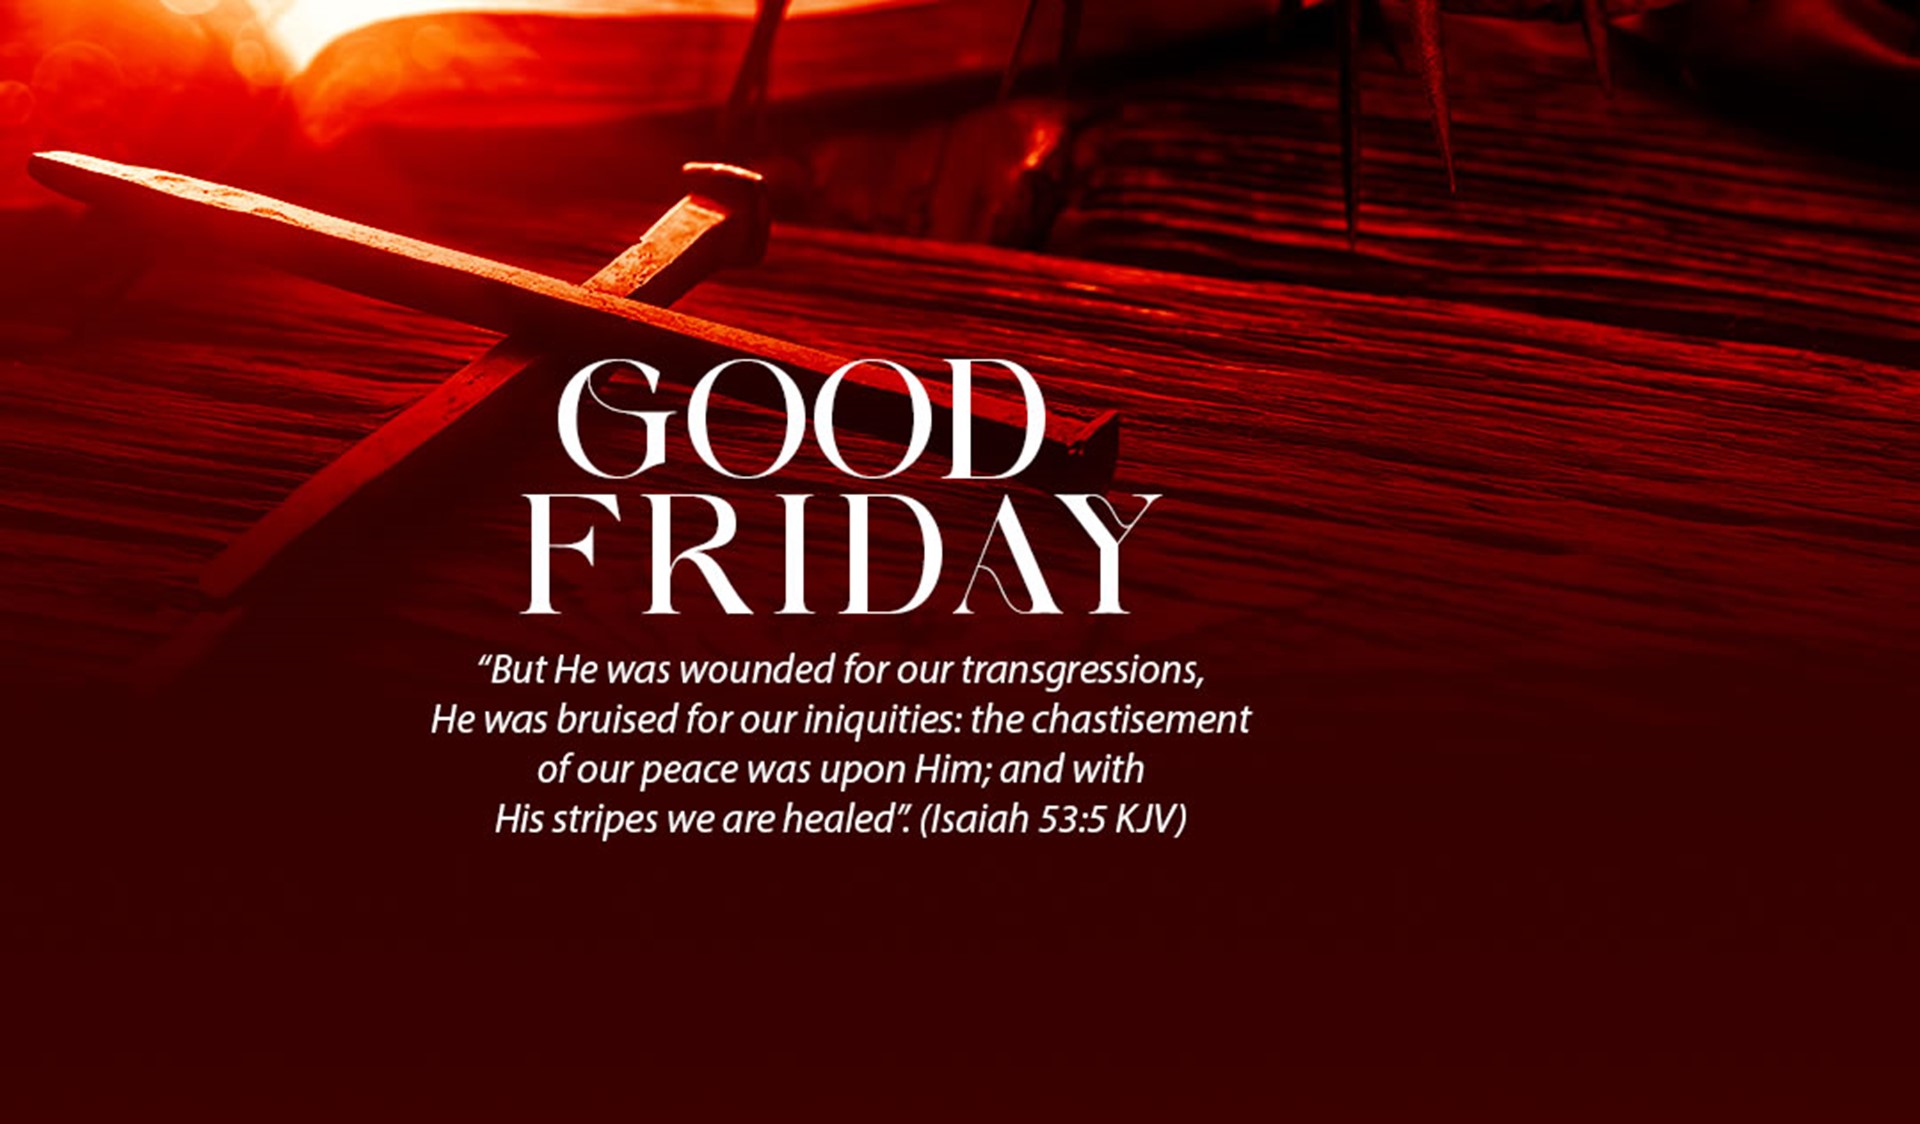 GOOD
FRIDAY
“But He was wounded for our transgressions,
He was bruised for our iniquities: the chastisement
of our peace was upon Him; and with
His stripes we are healed”. (Isaiah 53:5 KJV)